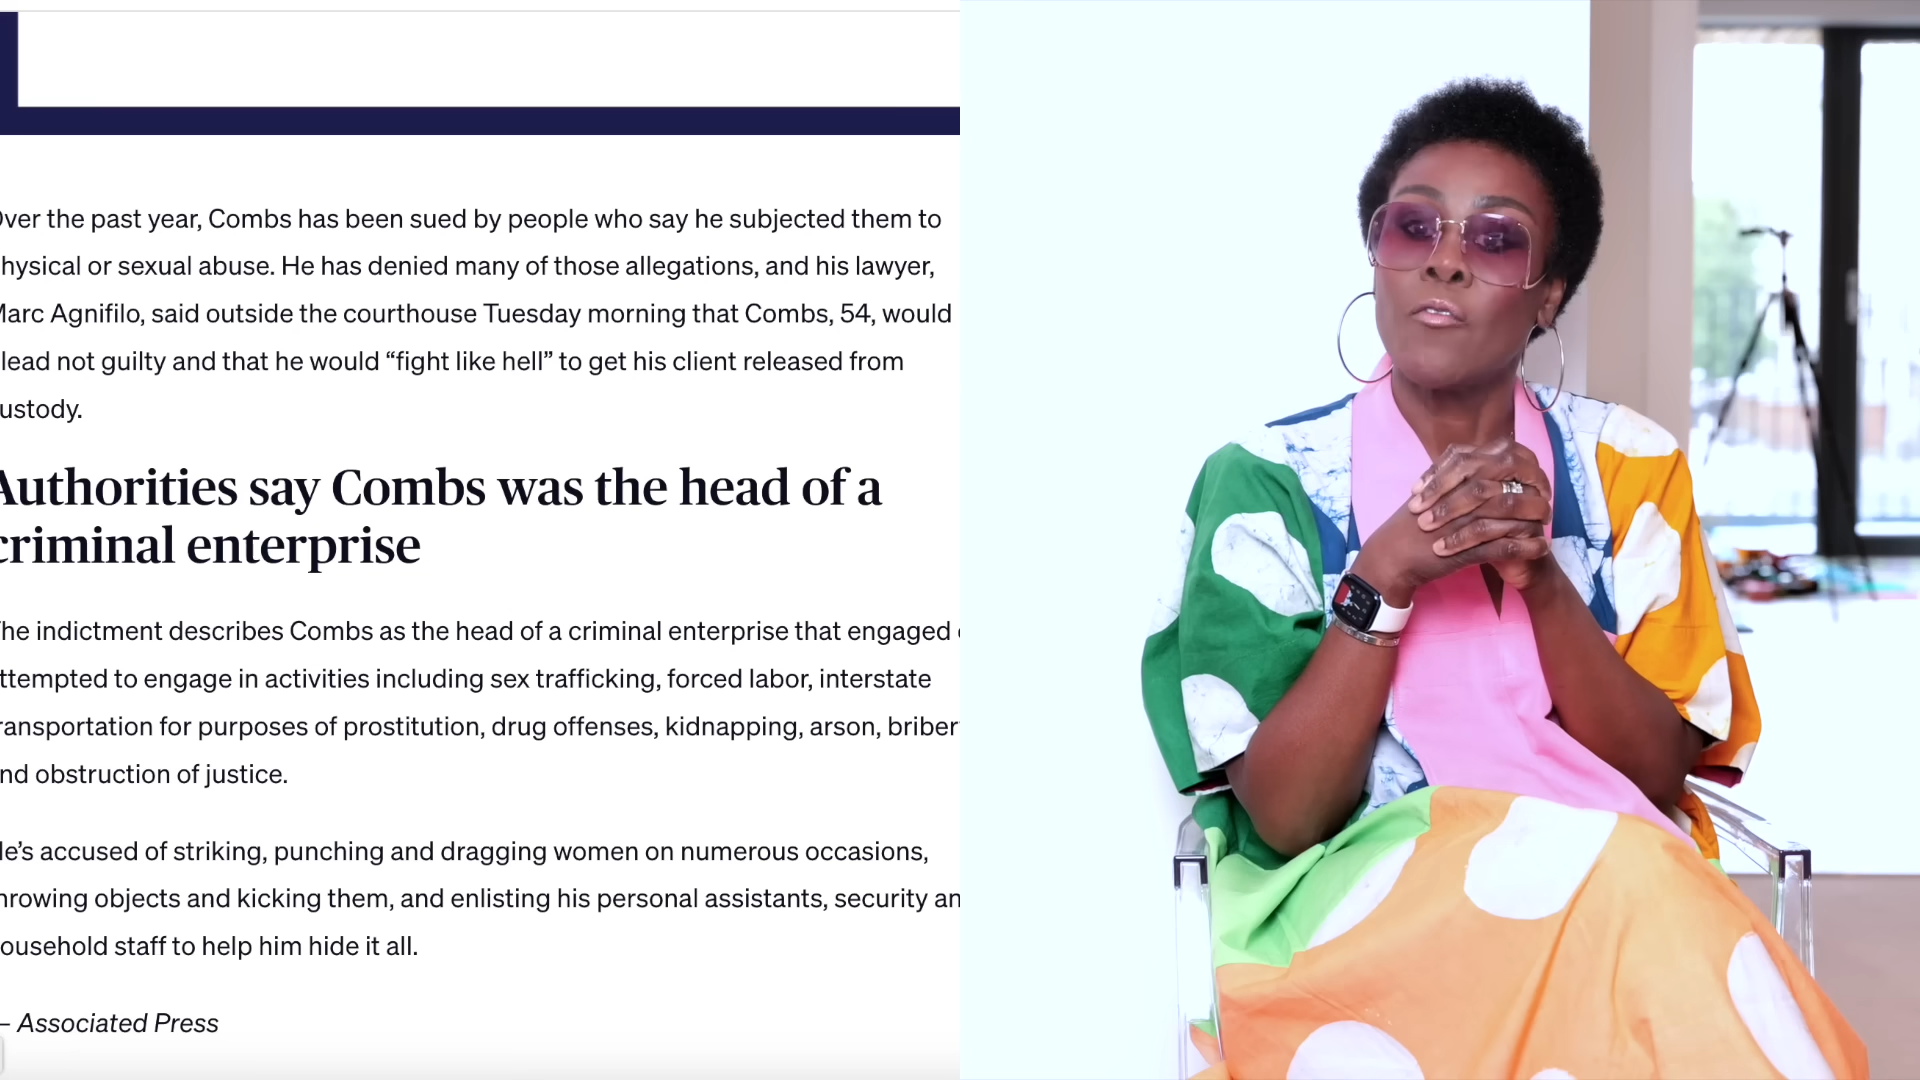 ver the past year, Combs has been sued by people who say he subjected them to
hysical or sexual abuse. He has denied many of those allegations, and his lawyer,
arc Agnifilo, said outside the courthouse Tuesday morning that Combs, 54, would
lead not guilty and that he would “fight like hell” to get his client released from
ustody.
Authorities say Combs was the head of a
criminal enterprise
he indictment describes Combs as the head of a criminal enterprise that engaged
ttempted to engage in activities including sex trafficking, forced labor, interstate
ransportation for purposes of prostitution, drug offenses, kidnapping, arson, briber
nd obstruction of justice.
e’s accused of striking, punching and dragging women on numerous occasions,
hrowing objects and kicking them, and enlisting his personal assistants, security an
ousehold staff to help him hide it all.
– Associated Press